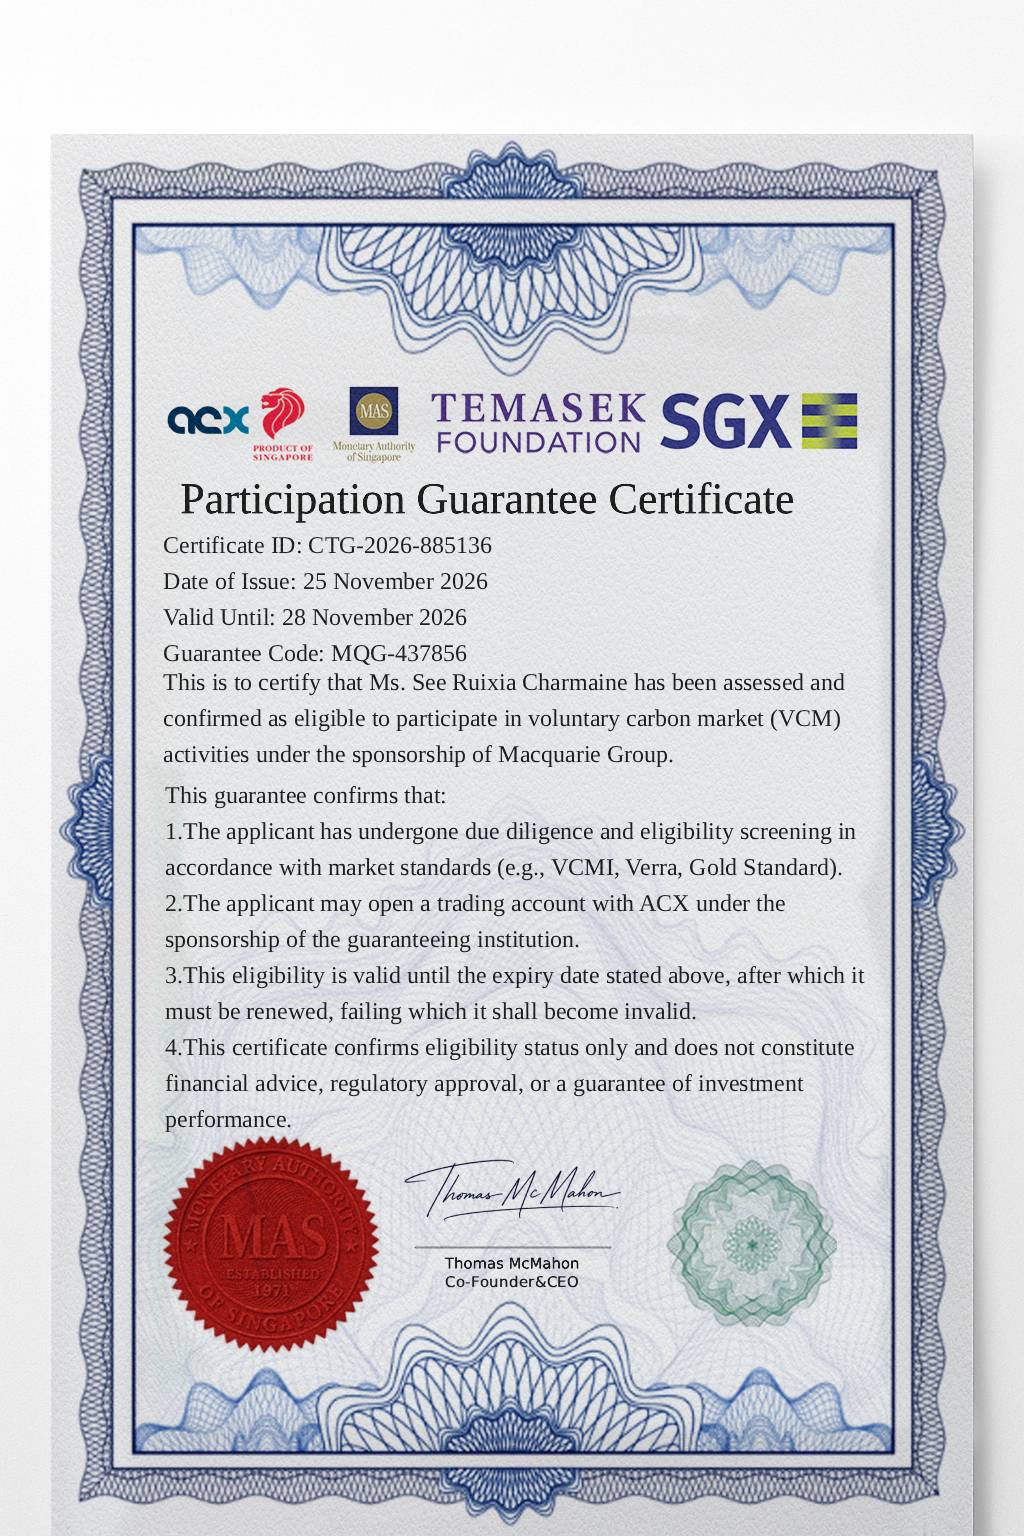 acx
PRODUCT OF
SINGAPORE
MAS
Monetary Authority
of Singapore
TEMASEK
FOUNDATION
SGX
Participation Guarantee Certificate
Certificate ID: CTG-2026-885136
Date of Issue: 25 November 2026
Valid Until: 28 November 2026
Guarantee Code: MQG-437856
This is to certify that Ms. See Ruixia Charmaine has been assessed and
confirmed as eligible to participate in voluntary carbon market (VCM)
activities under the sponsorship of Macquarie Group.
This guarantee confirms that:
1.The applicant has undergone due diligence and eligibility screening in
accordance with market standards (e.g., VCMI, Verra, Gold Standard).
2.The applicant may open a trading account with ACX under the
sponsorship of the guaranteeing institution.
3.This eligibility is valid until the expiry date stated above, after which it
must be renewed, failing which it shall become invalid.
4.This certificate confirms eligibility status only and does not constitute
financial advice, regulatory approval, or a guarantee of investment
performance.
MONETARY AUTHORITY
MAS
ESTABLISHED
1971
OF SINGAPORE
Thomas McMahon
Thomas McMahon
Co-Founder&CEO